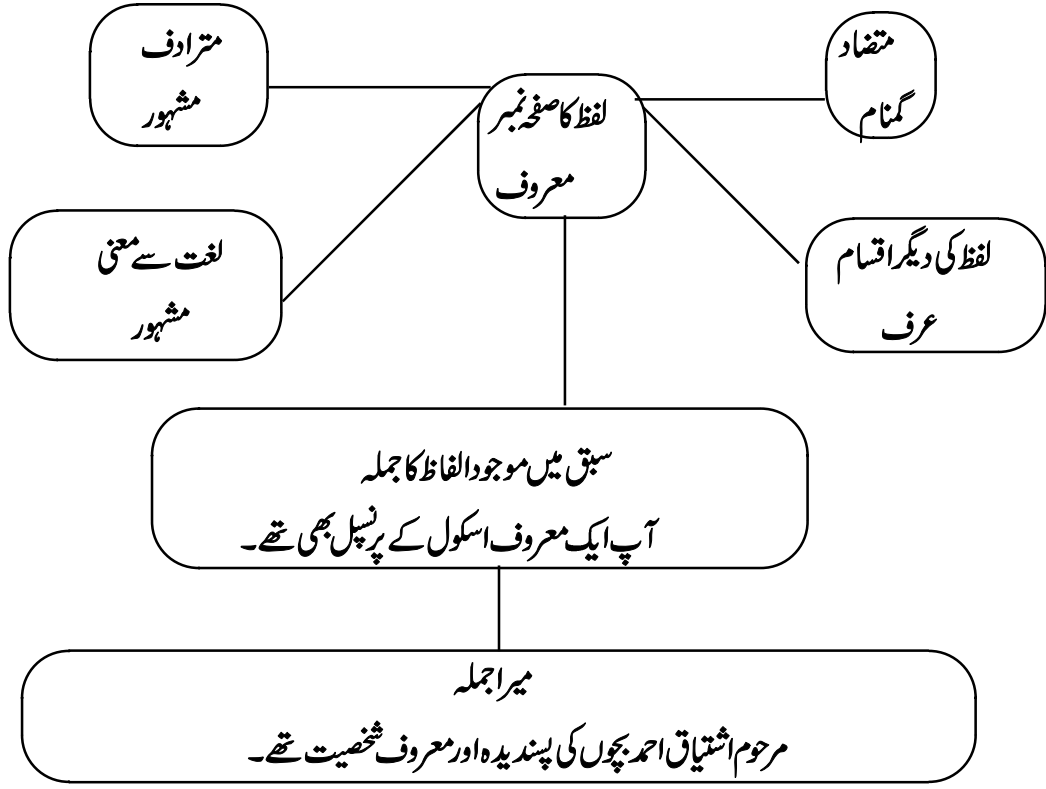 متضاد
گمنام
لفظ کا صفحہ نمبر
معروف
مترادف
مشہور
لفظ کی دیگر اقسام
عرف
لغت سے معنی
مشہور
سبق میں موجود الفاظ کا جملہ
آپ ایک معروف اسکول کے پرنسپل بھی تھے۔
میرا جملہ
مرحوم اشتیاق احمد بچوں کی پسندیدہ اور معروف شخصیت تھے۔